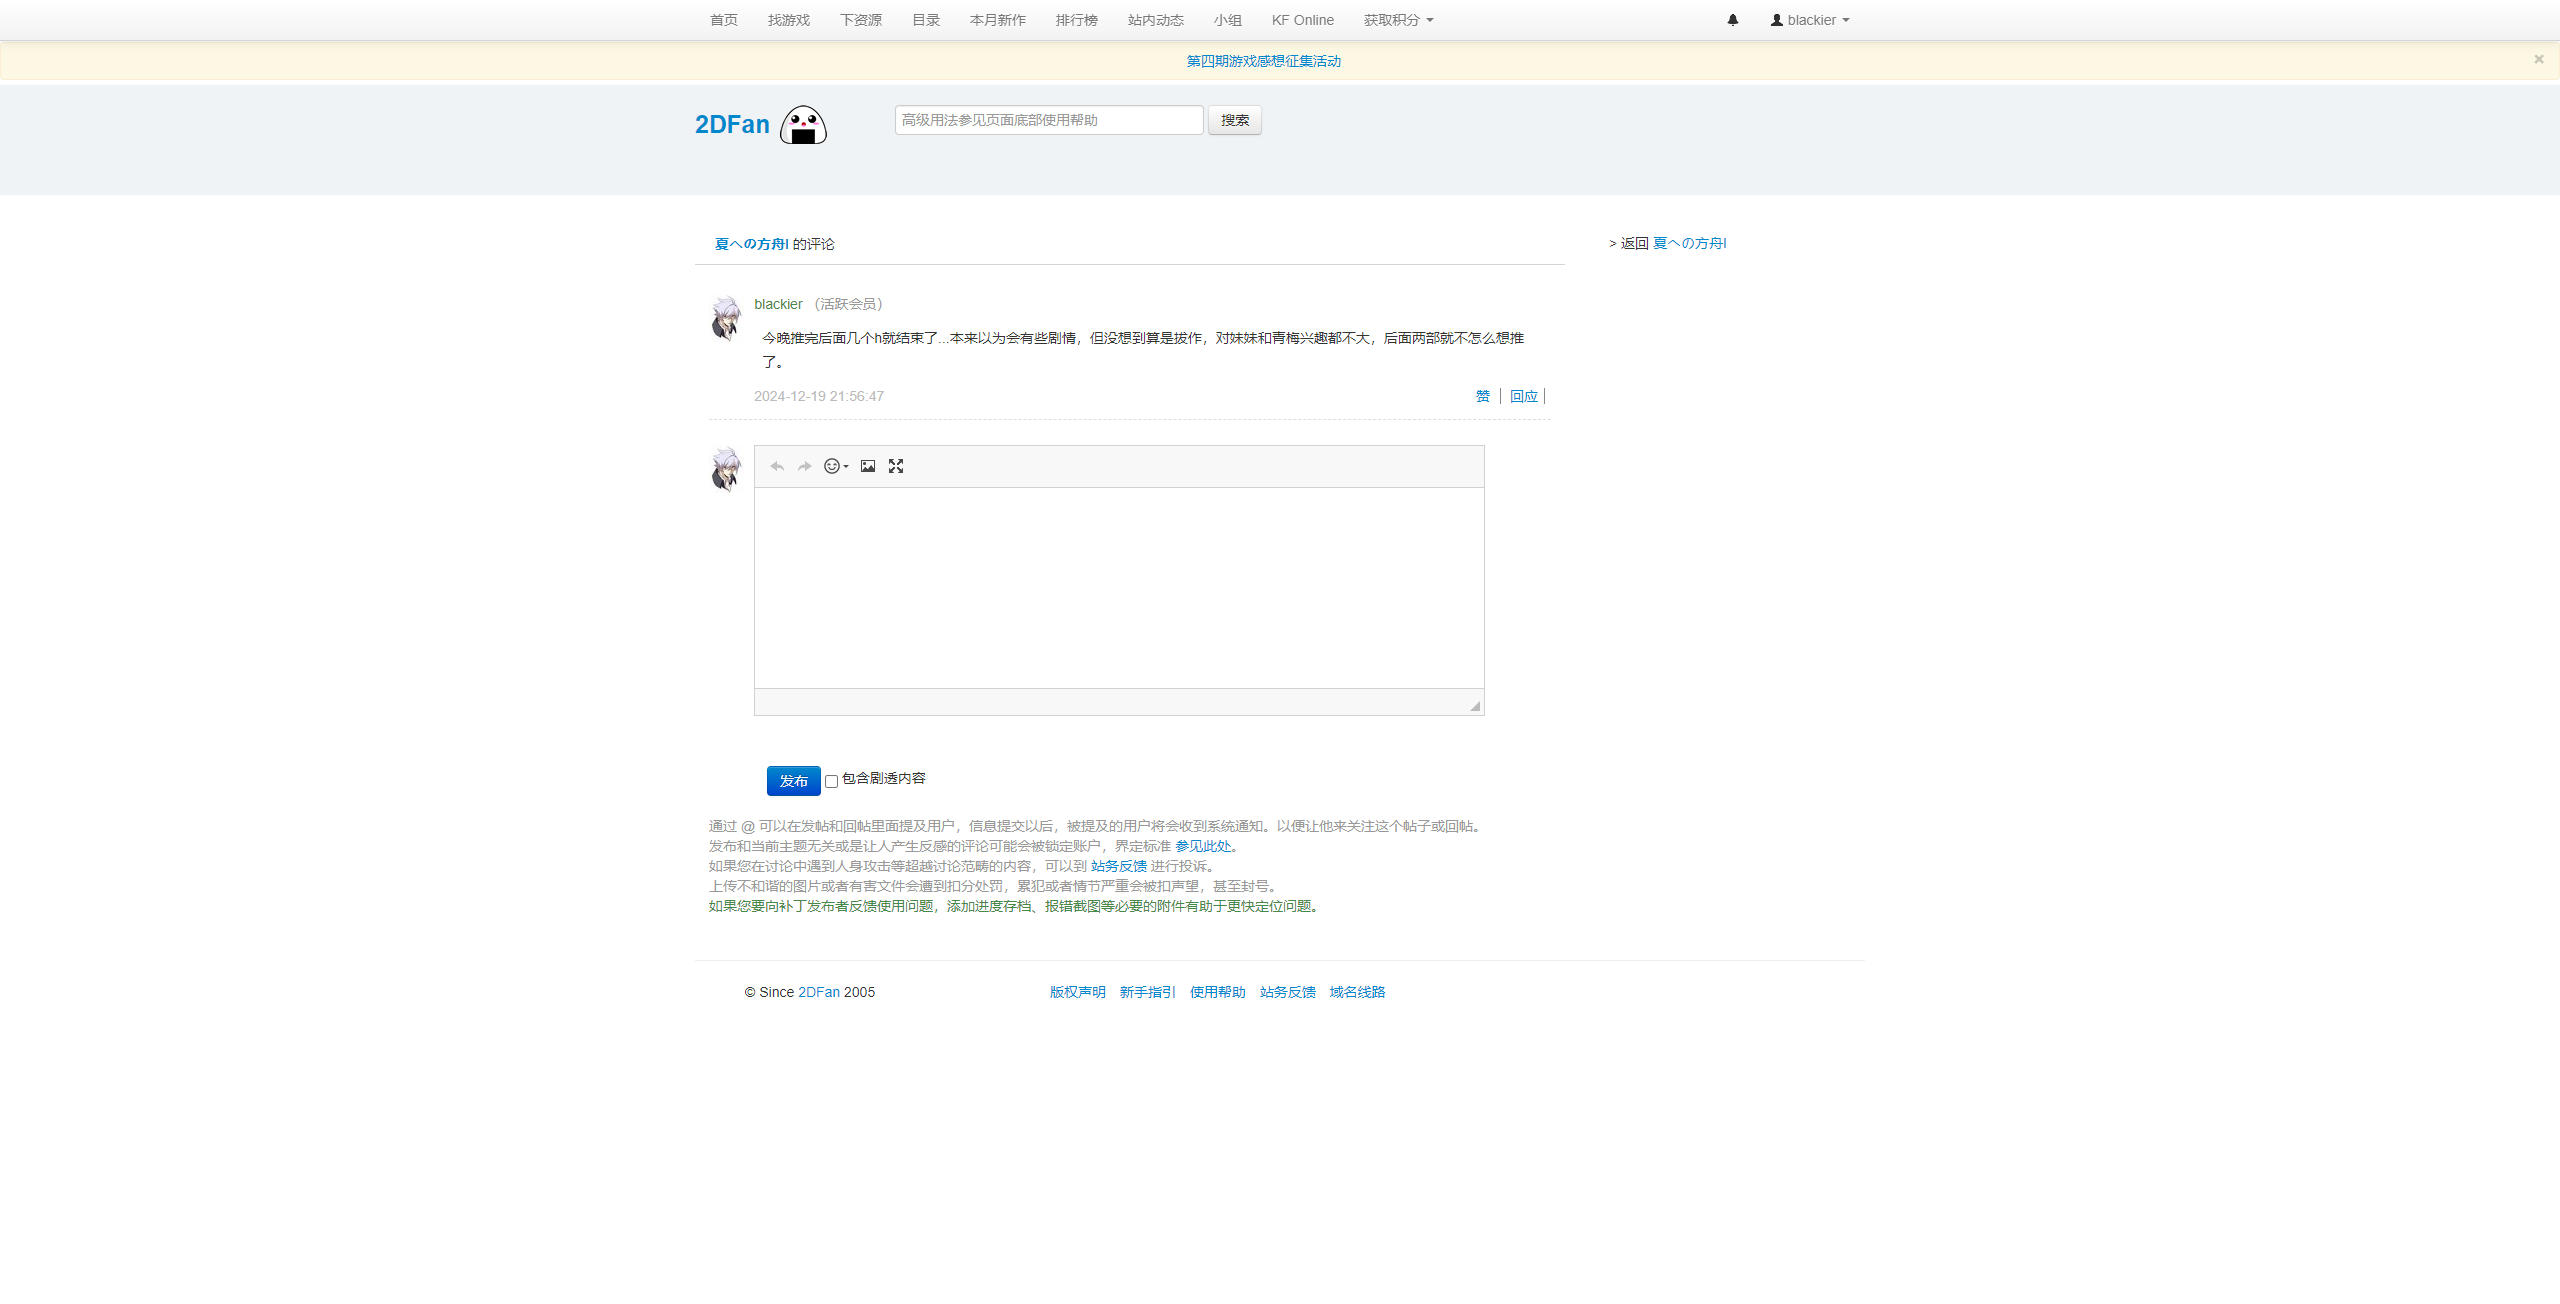 首页 找游戏 下资源 目录 本月新作 排行榜 站内动态 小组 KF Online 获取积分 blackier
第四期游戏感想征集活动 ×
2DFan 高级用法参见页面底部使用帮助 搜索
夏への方舟I 的评论
> 返回 夏への方舟I
blackier （活跃会员）
今晚推完后面几个h就结束了...本来以为会有些剧情，但没想到算是拔作，对妹妹和青梅兴趣都不大，后面两部就不怎么想推
了。
2024-12-19 21:56:47 赞 回应
发布 包含剧透内容
通过 @ 可以在发帖和回帖里面提及用户，信息提交以后，被提及的用户将会收到系统通知。以便让他来关注这个帖子或回帖。
发布和当前主题无关或是让人产生反感的评论可能会被锁定账户，界定标准 参见此处。
如果您在讨论中遇到人身攻击等超越讨论范畴的内容，可以到 站务反馈 进行投诉。
上传不和谐的图片或者有害文件会遭到扣分处罚，累犯或者情节严重会被扣声望，甚至封号。
如果您要向补丁发布者反馈使用问题，添加进度存档、报错截图等必要的附件有助于更快定位问题。
© Since 2DFan 2005 版权声明 新手指引 使用帮助 站务反馈 域名线路